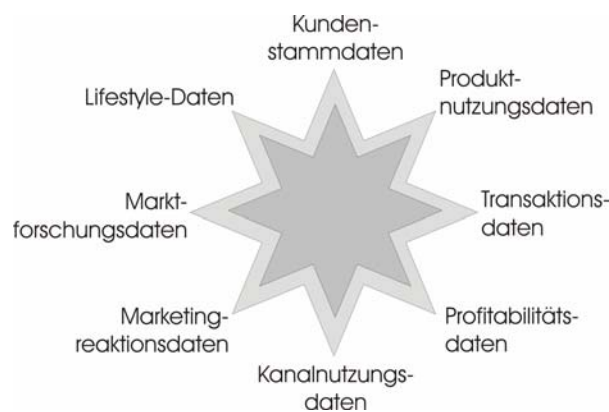 Kunden-
stammdaten
Produkt-
nutzungsdaten
Transaktions-
daten
Profitabilitäts-
daten
Kanalnutzungs-
daten
Marketing-
reaktionsdaten
Markt-
forschungsdaten
Lifestyle-Daten